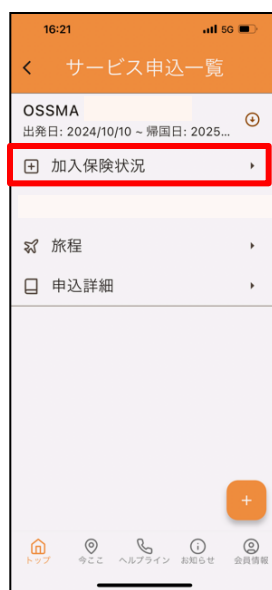 16:21 5G
サービス申込一覧
OSSMA
出発日: 2024/10/10 ~ 帰国日: 2025...
加入保険状況
旅程
申込詳細
トップ 今ここ ヘルプライン お知らせ 会員情報